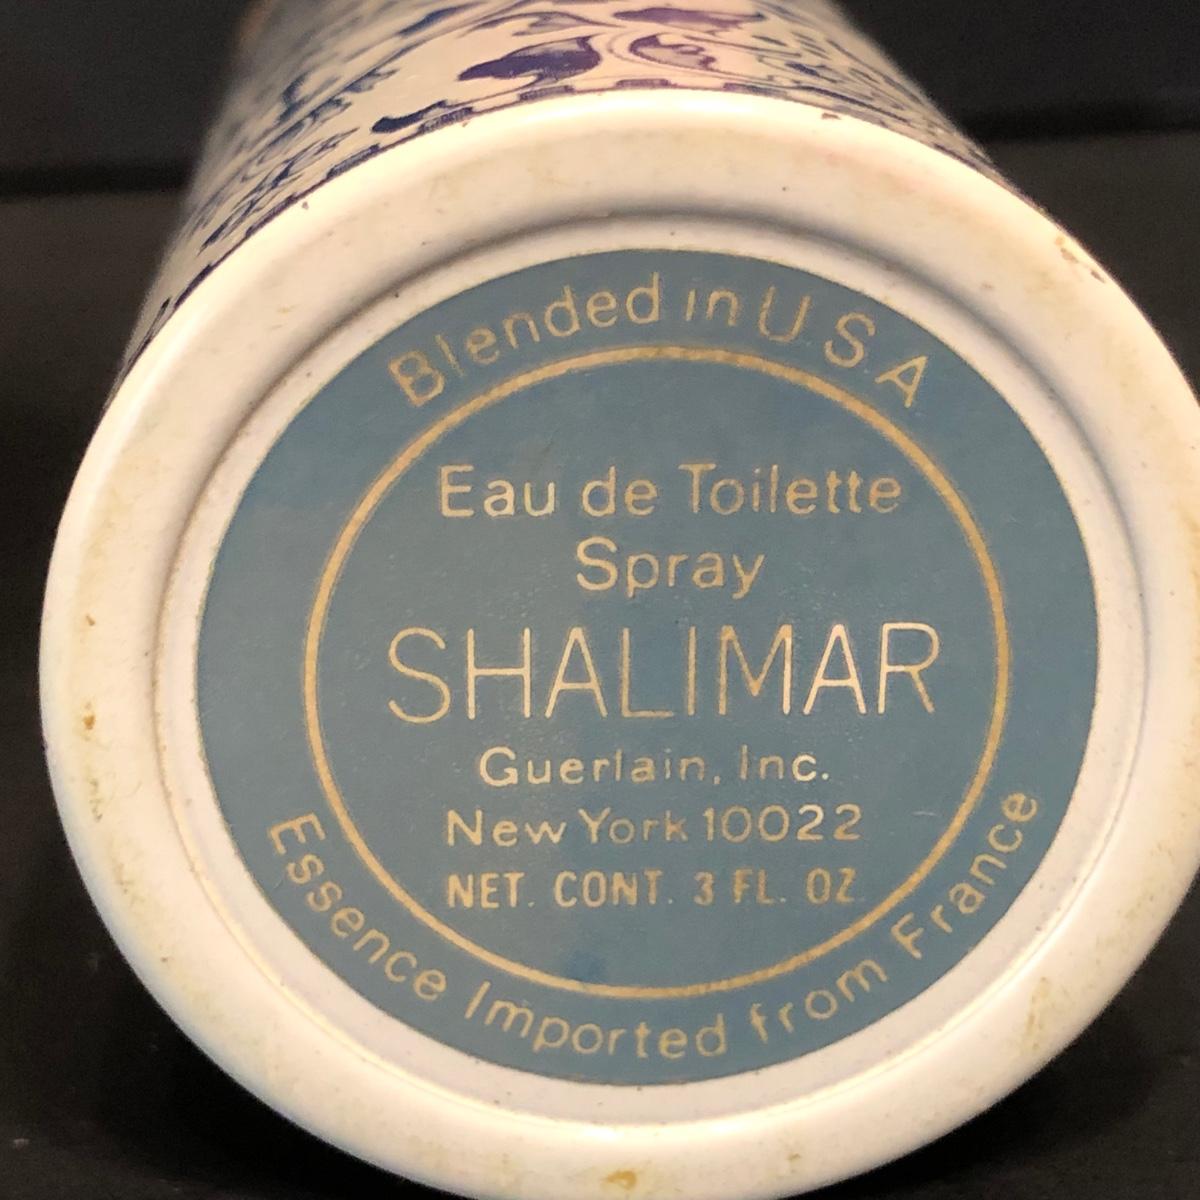 Blended in U.S.A
Eau de Toilette
Spray
SHALIMAR
Guerlain, Inc.
New York 10022
NET. CONT. 3 FL. OZ.
Essence Imported from France